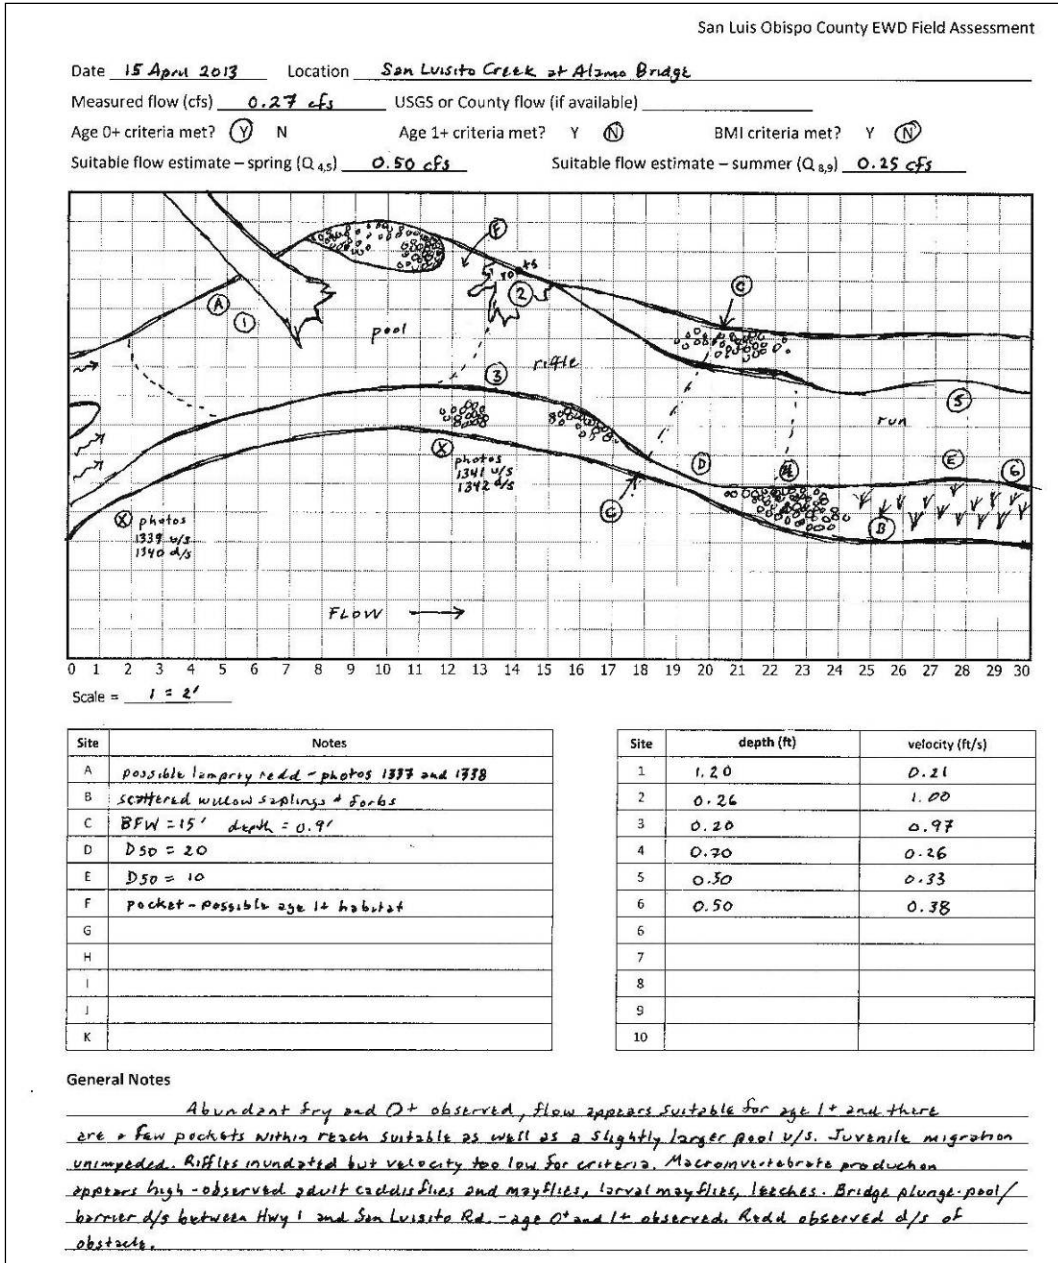 San Luis Obispo County EWD Field Assessment
Date 15 April 2013 Location San Luisito Creek at Alamo Bridge
Measured flow (cfs) 0.27 cfs USGS or County flow (if available)
Age 0+ criteria met? Y N Age 1+ criteria met? Y N BMI criteria met? Y N
Suitable flow estimate – spring (Q 4,5) 0.50 cfs Suitable flow estimate – summer (Q 8,9) 0.25 cfs
F
2
A
1
pool
C
3
riffle
5
run
X
photos
1341 u/s
1342 d/s
D
4
E
6
C
B
X photos
1339 u/s
1340 d/s
FLOW
0 1 2 3 4 5 6 7 8 9 10 11 12 13 14 15 16 17 18 19 20 21 22 23 24 25 26 27 28 29 30
Scale = 1 = 2'
Site Notes
A possible lamprey redd - photos 1337 and 1338
B scattered willow saplings + forbs
C BFW = 15' depth = 0.9'
D D50 = 20
E D50 = 10
F pocket - possible age 1+ habitat
G
H
I
J
K
Site depth (ft) velocity (ft/s)
1 1.20 0.21
2 0.26 1.00
3 0.20 0.97
4 0.70 0.26
5 0.50 0.33
6 0.50 0.38
6
7
8
9
10
General Notes
Abundant fry and 0+ observed, flow appears suitable for age 1+ and there
are a few pockets within reach suitable as well as a slightly larger pool u/s. Juvenile migration
unimpeded. Riffles inundated but velocity too low for criteria. Macroinvertebrate production
appears high - observed adult caddisflies and mayflies, larval mayflies, leeches. Bridge plunge-pool/
barrier d/s between Hwy 1 and San Luisito Rd. - age 0+ and 1+ observed. Redd observed d/s of
obstacle.